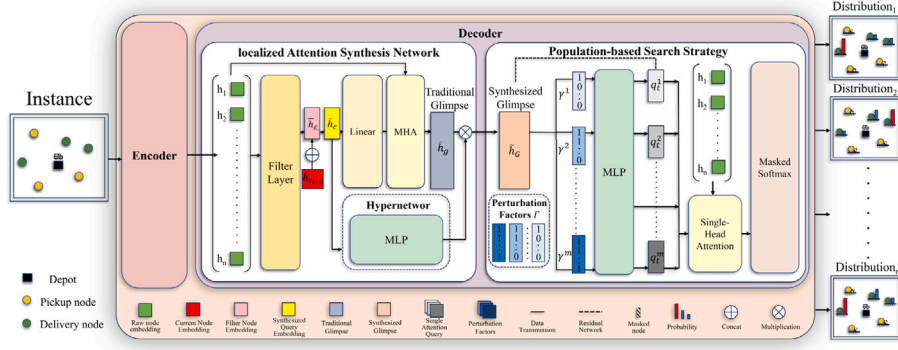 Instance
Depot
Pickup node
Delivery node
Encoder
Decoder
localized Attention Synthesis Network
h₁
h₂
hₙ
Filter
Layer
Linear
MHA
Traditional
Glimpse
Hypernetwor
MLP
Population-based Search Strategy
Synthesized
Glimpse
Perturbation
Factors Γ
γ¹
γ²
γᵐ
MLP
h₁
h₂
hₙ
Single-
Head
Attention
Masked
Softmax
Distribution₁
Distribution₂
Raw node
embedding
Current Node
Embedding
Filter Node
Embedding
Synthesized
Query
Embedding
Traditional
Glimpse
Synthesized
Glimpse
Single
Attention
Query
Perturbation
Factors
Data
Transmission
Residual
Network
Masked
node
Probability
Concat
Multiplication